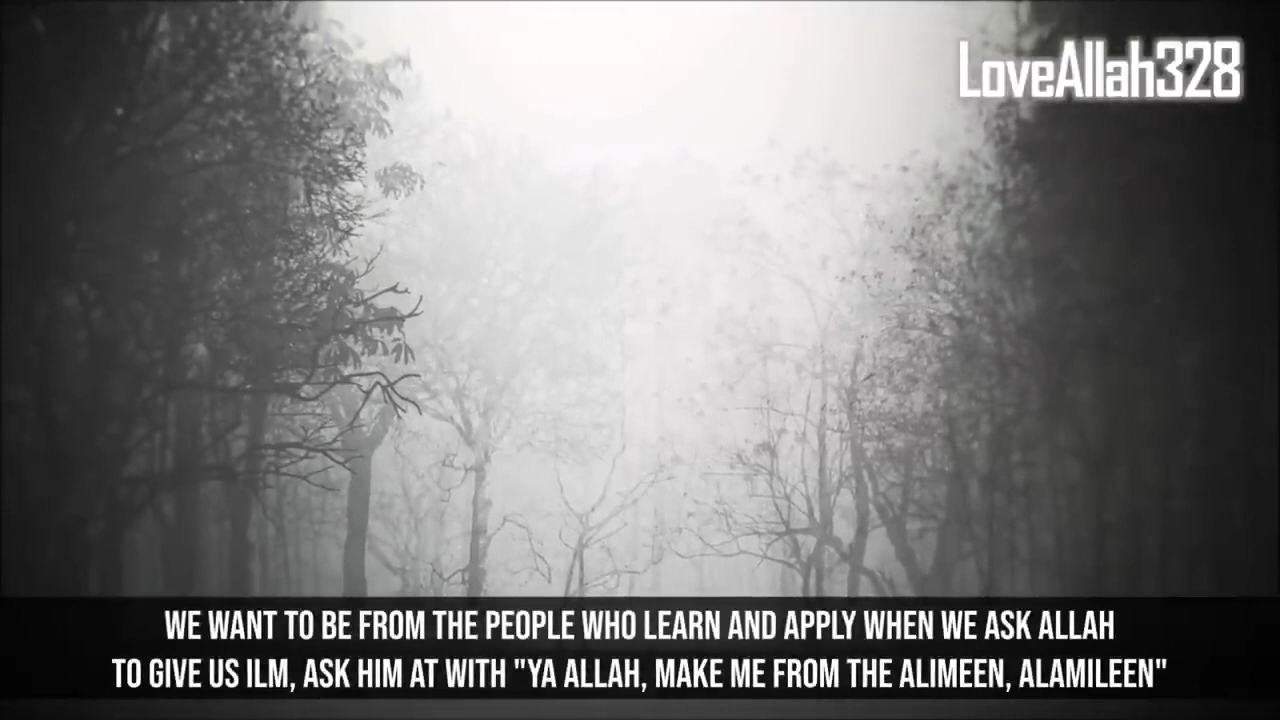 LoveAllah328
WE WANT TO BE FROM THE PEOPLE WHO LEARN AND APPLY WHEN WE ASK ALLAH
TO GIVE US ILM, ASK HIM AT WITH "YA ALLAH, MAKE ME FROM THE ALIMEEN, ALAMILEEN"